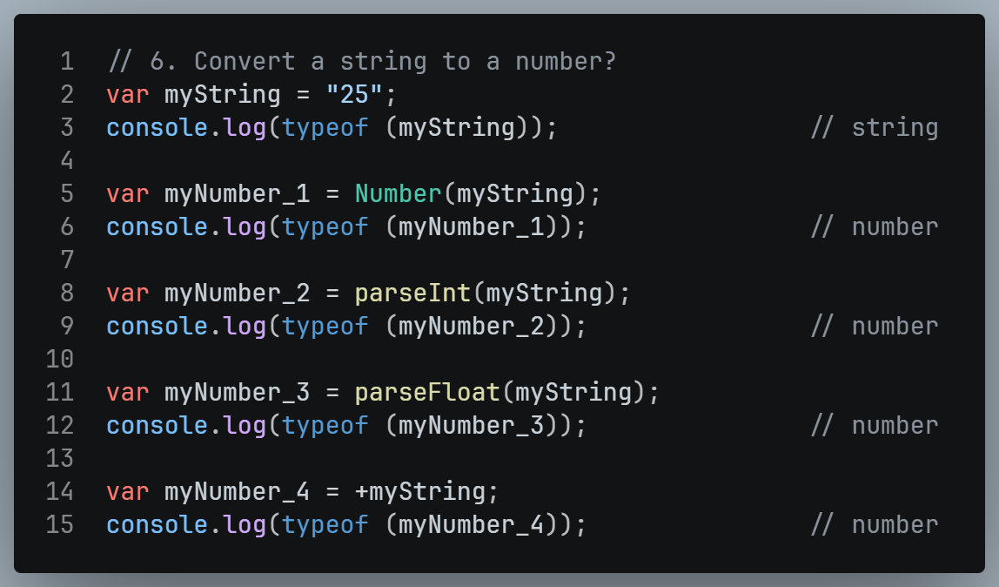 1 // 6. Convert a string to a number?
2 var myString = "25";
3 console.log(typeof (myString)); // string
4
5 var myNumber_1 = Number(myString);
6 console.log(typeof (myNumber_1)); // number
7
8 var myNumber_2 = parseInt(myString);
9 console.log(typeof (myNumber_2)); // number
10
11 var myNumber_3 = parseFloat(myString);
12 console.log(typeof (myNumber_3)); // number
13
14 var myNumber_4 = +myString;
15 console.log(typeof (myNumber_4)); // number